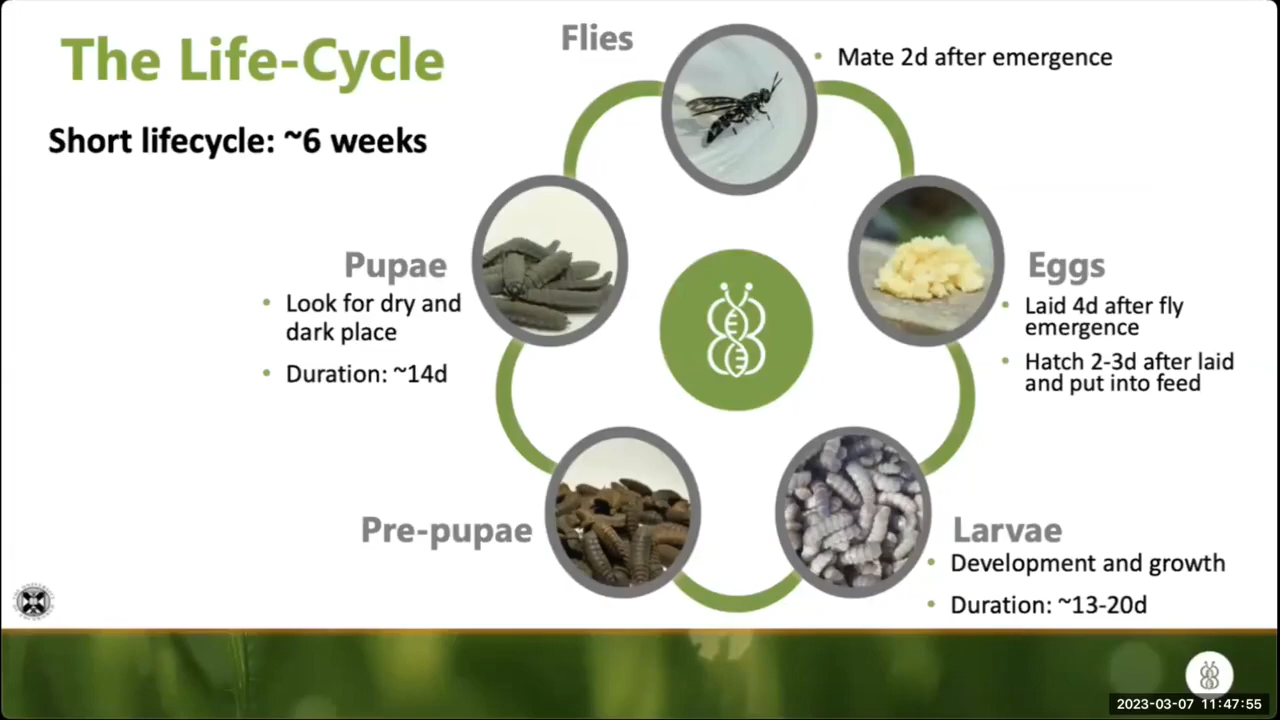 The Life-Cycle
Short lifecycle: ~6 weeks
Flies
• Mate 2d after emergence
Eggs
• Laid 4d after fly
emergence
• Hatch 2-3d after laid
and put into feed
Larvae
• Development and growth
• Duration: ~13-20d
Pre-pupae
Pupae
• Look for dry and
dark place
• Duration: ~14d
2023-03-07 11:47:55